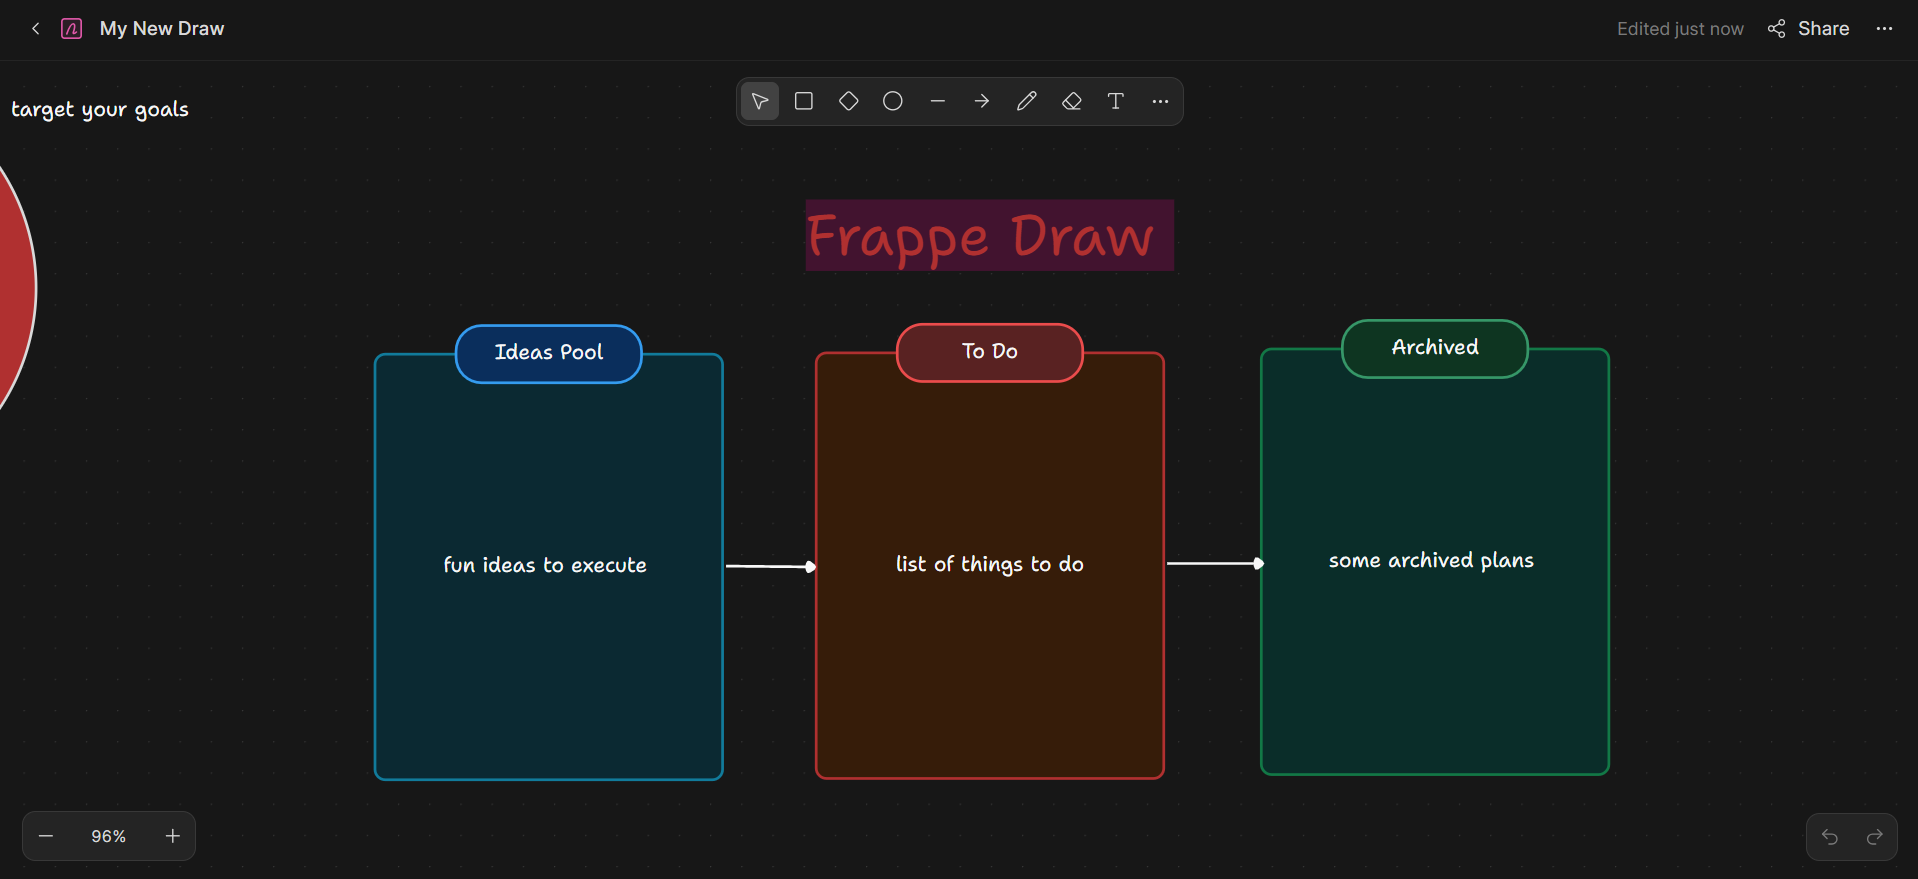 My New Draw
Edited just now
Share
target your goals
Frappe Draw
Ideas Pool
To Do
Archived
fun ideas to execute
list of things to do
some archived plans
96%